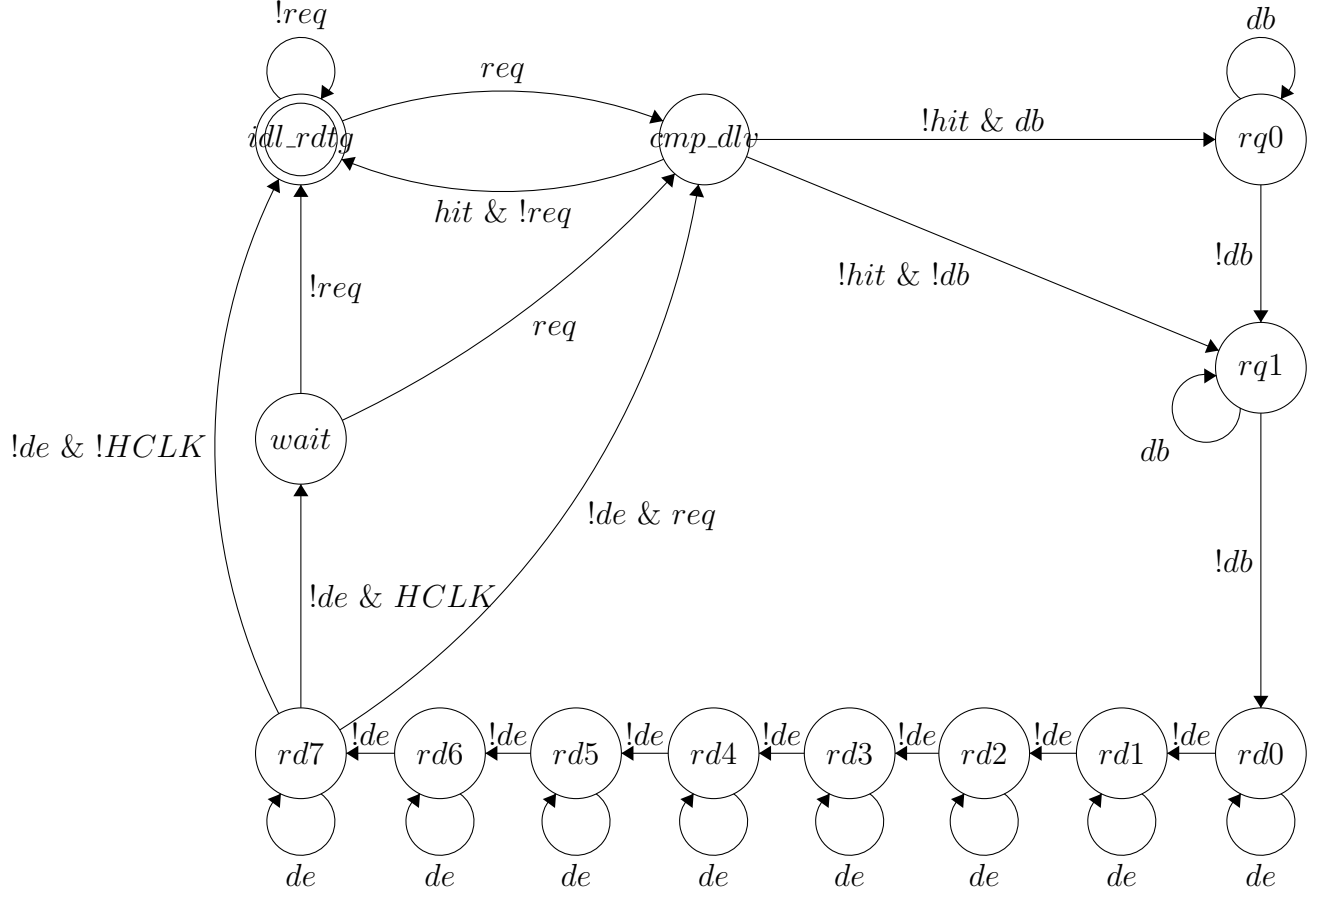 !req
db
req
idl_rdtg
cmp_dlv
!hit & db
rq0
hit & !req
!db
!hit & !db
!req
req
rq1
wait
!de & !HCLK
db
!de & req
!db
!de & HCLK
!de
!de
!de
!de
!de
!de
!de
rd7
rd6
rd5
rd4
rd3
rd2
rd1
rd0
de
de
de
de
de
de
de
de